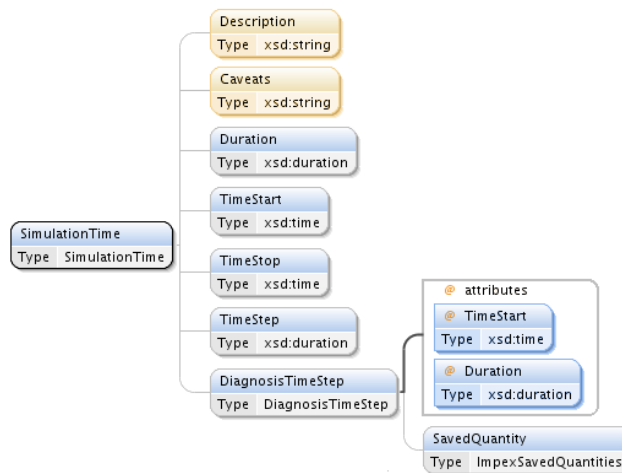 Description
Type xsd:string
Caveats
Type xsd:string
Duration
Type xsd:duration
TimeStart
Type xsd:time
SimulationTime
Type SimulationTime
TimeStop
Type xsd:time
TimeStep
Type xsd:duration
DiagnosisTimeStep
Type DiagnosisTimeStep
@ attributes
@ TimeStart
Type xsd:time
@ Duration
Type xsd:duration
SavedQuantity
Type ImpexSavedQuantities